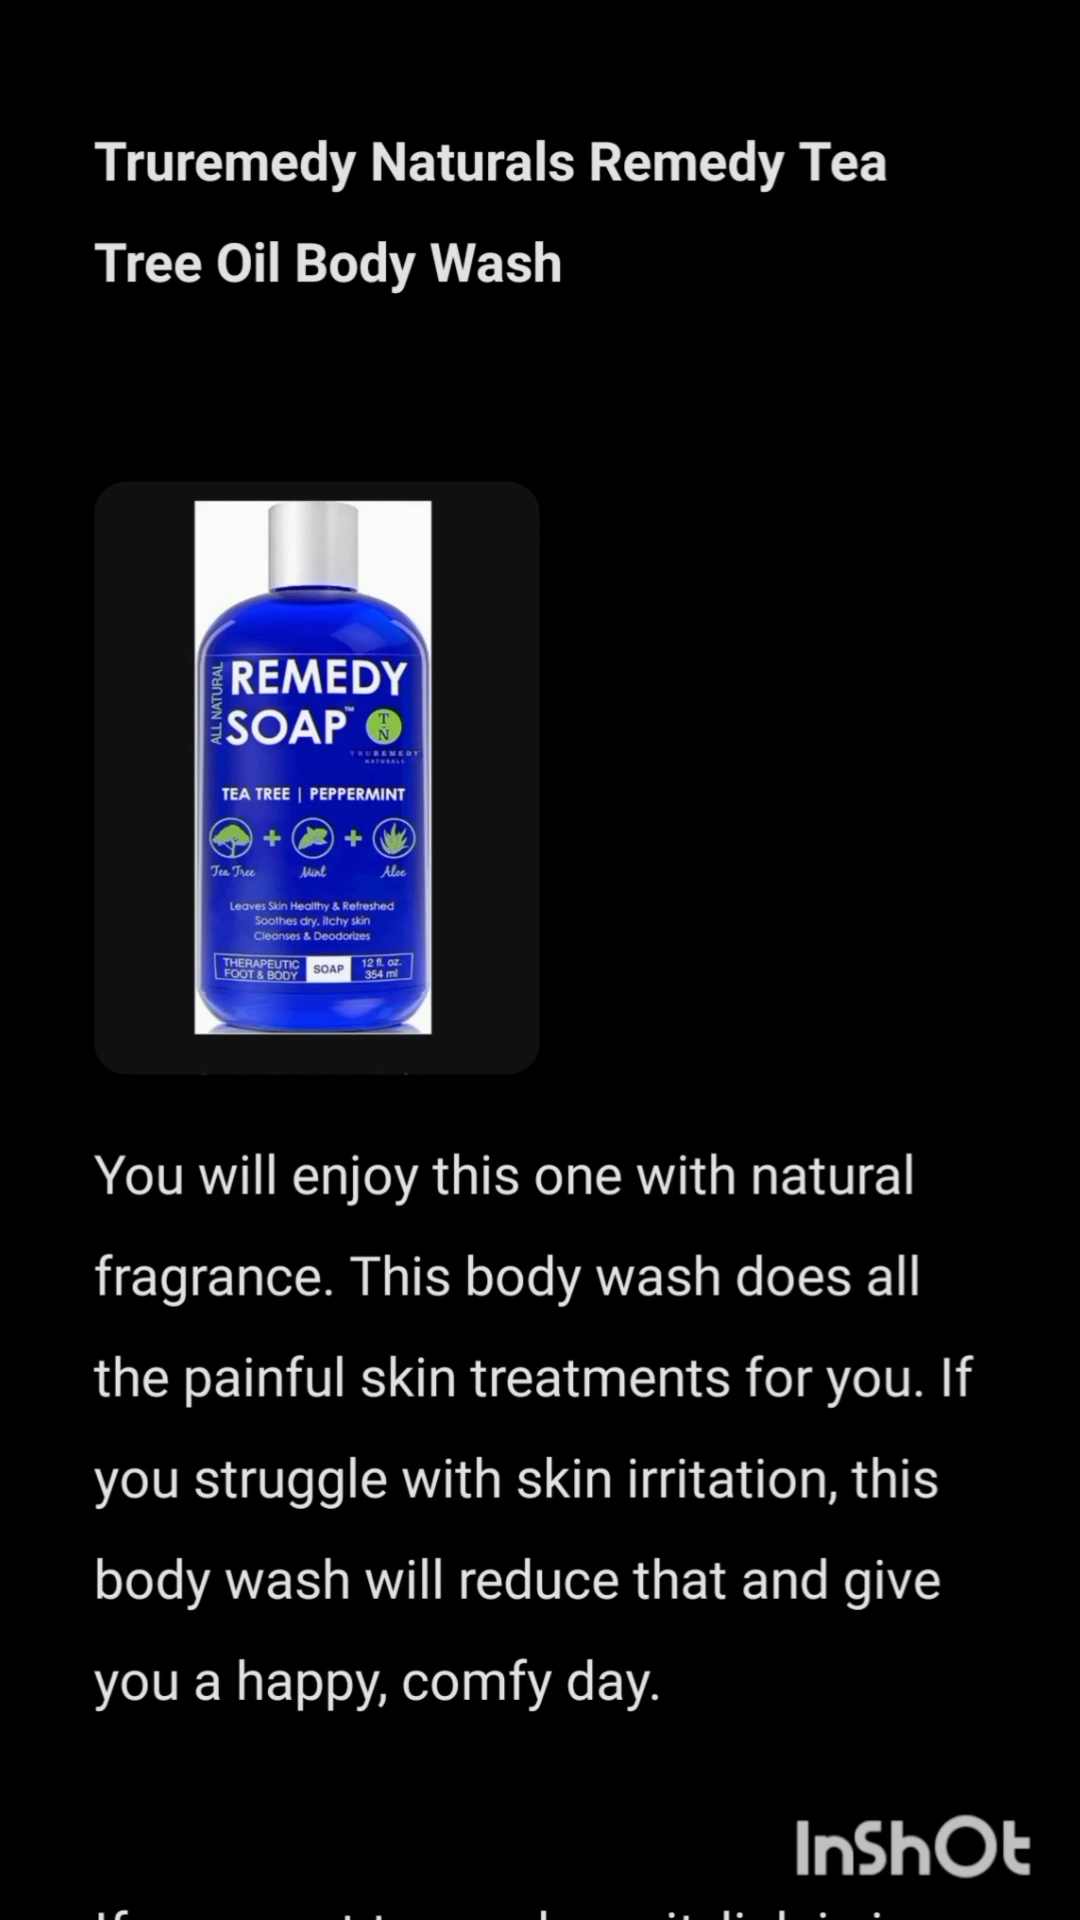 Truremedy Naturals Remedy Tea
Tree Oil Body Wash
ALL NATURAL
REMEDY
SOAP™
T
N
TRUREMEDY
NATURALS
TEA TREE | PEPPERMINT
Tea Tree + Mint + Aloe
Leaves Skin Healthy & Refreshed
Soothes dry, itchy skin
Cleanses & Deodorizes
THERAPEUTIC
FOOT & BODY
SOAP
12 fl. oz.
354 ml
You will enjoy this one with natural
fragrance. This body wash does all
the painful skin treatments for you. If
you struggle with skin irritation, this
body wash will reduce that and give
you a happy, comfy day.
InShOt